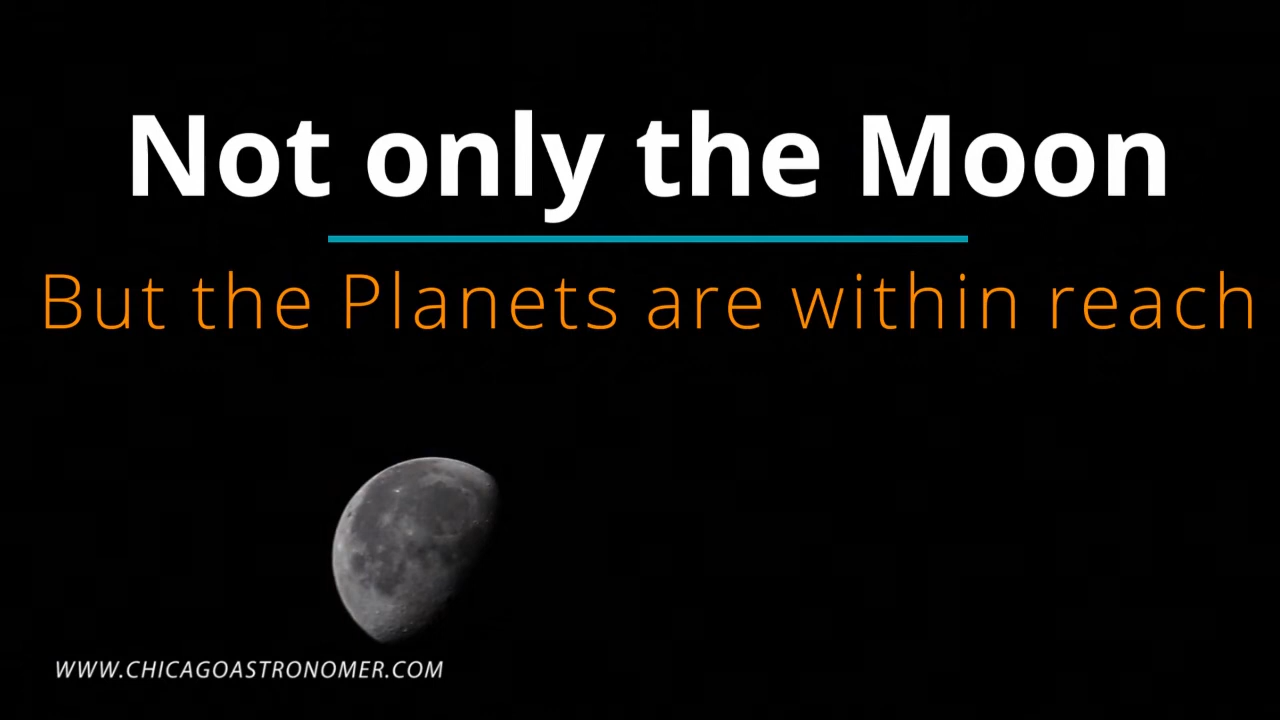 Not only the Moon
But the Planets are within reach
WWW.CHICAGOASTRONOMER.COM